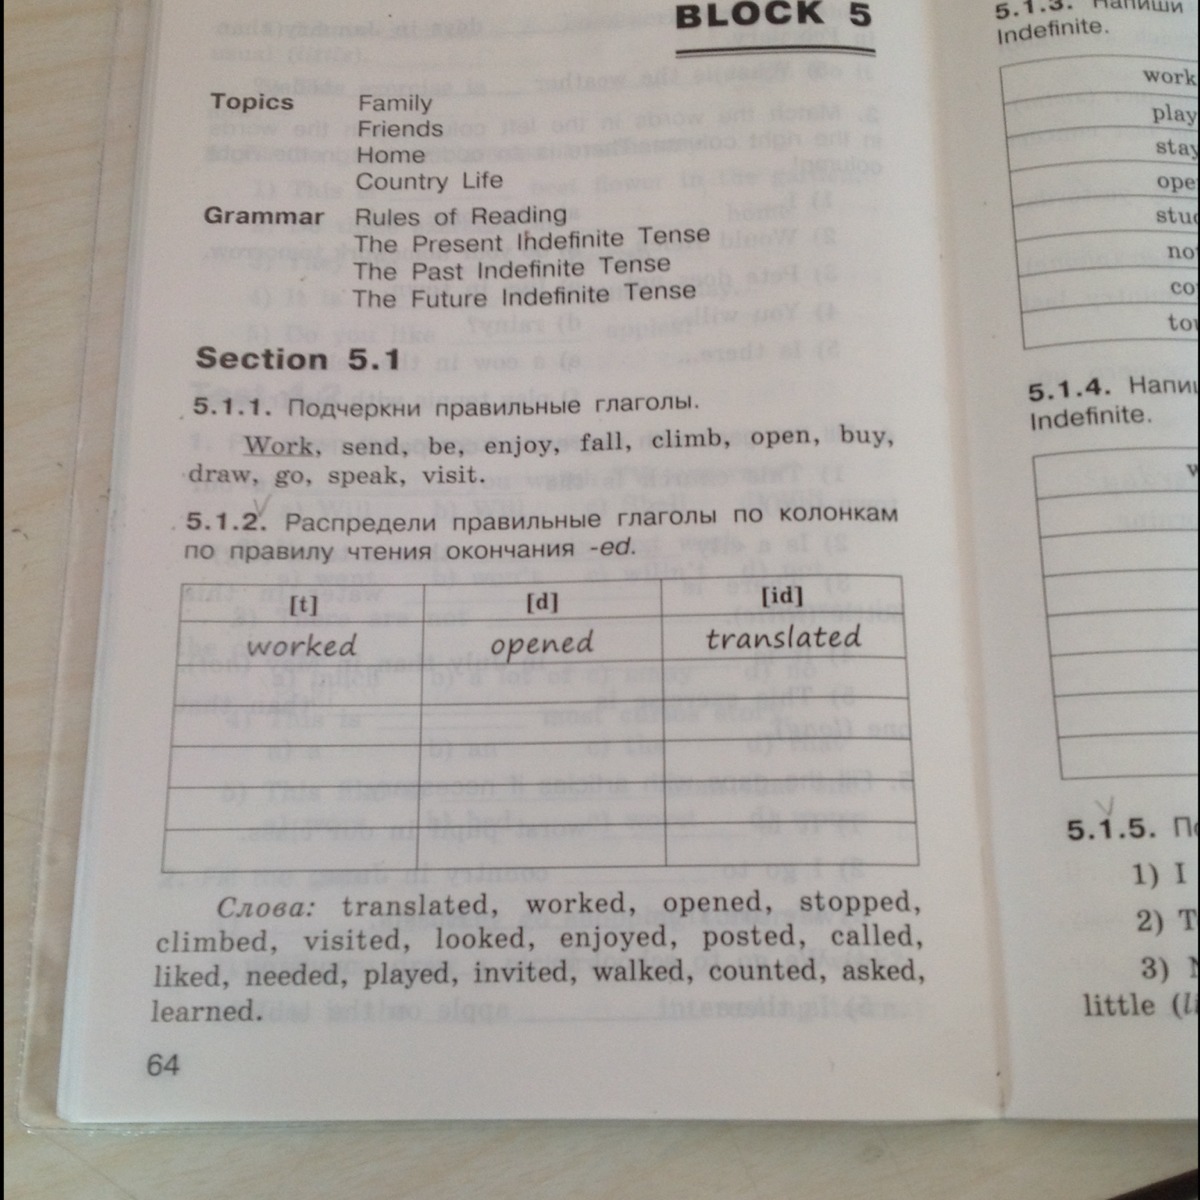 BLOCK 5
Topics Family
Friends
Home
Country Life
Grammar Rules of Reading
The Present Indefinite Tense
The Past Indefinite Tense
The Future Indefinite Tense
Section 5.1
5.1.1. Подчеркни правильные глаголы.
Work, send, be, enjoy, fall, climb, open, buy,
draw, go, speak, visit.
5.1.2. Распредели правильные глаголы по колонкам
по правилу чтения окончания -ed.
[t] [d] [id]
worked opened translated
Слова: translated, worked, opened, stopped,
climbed, visited, looked, enjoyed, posted, called,
liked, needed, played, invited, walked, counted, asked,
learned.
64
5.1.3.
Indefinite.
work
play
stay
5.1.4.
Indefinite.
5.1.5.
1) I
2)
3)
little